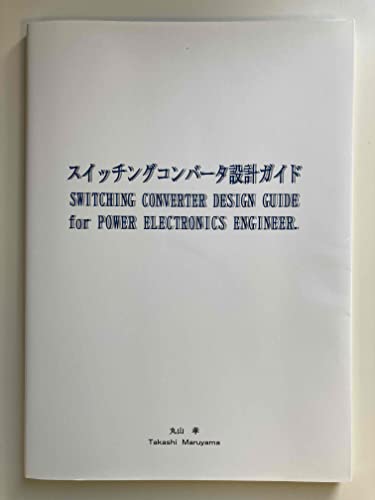 スイッチングコンバータ設計ガイド
SWITCHING CONVERTER DESIGN GUIDE
for POWER ELECTRONICS ENGINEER.
丸山 孝
Takashi Maruyama